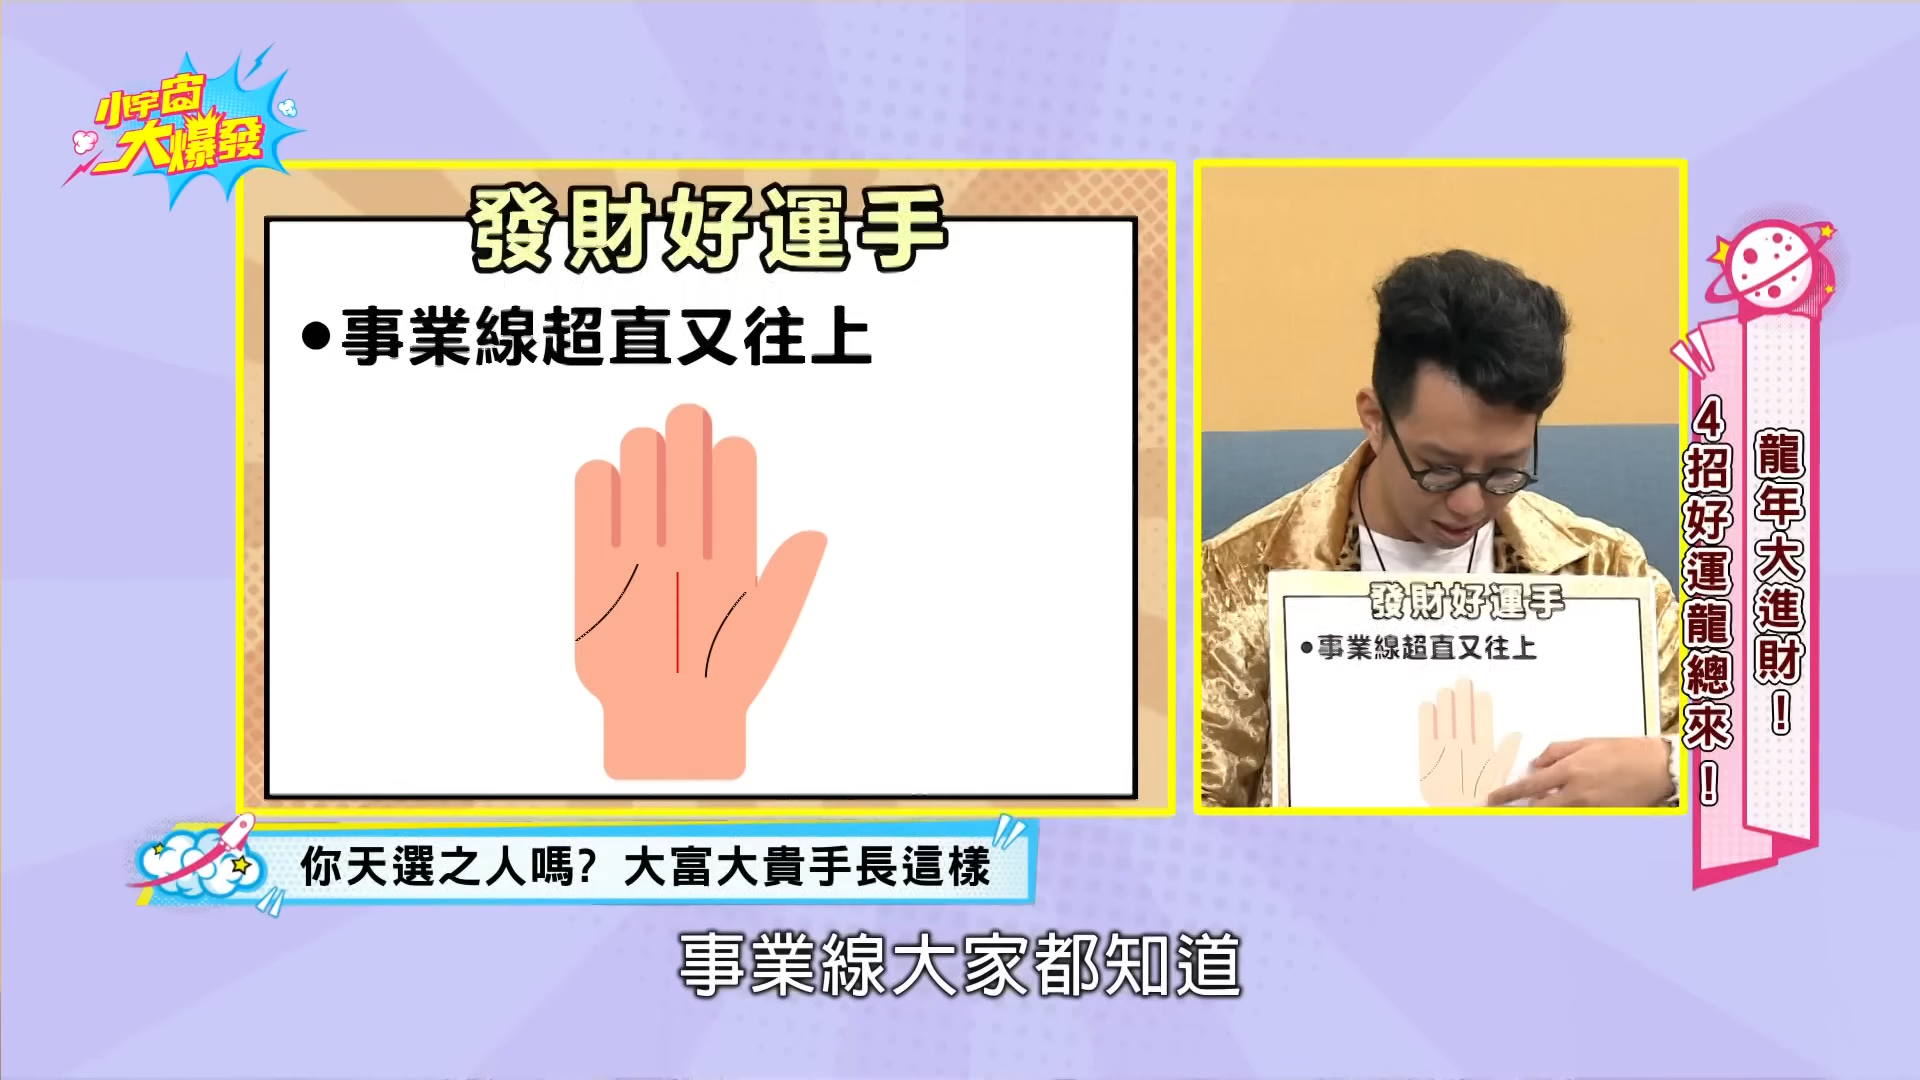 小宇宙
大爆發
發財好運手
•事業線超直又往上
發財好運手
•事業線超直又往上
龍年大進財！
4招好運龍總來！
你天選之人嗎? 大富大貴手長這樣
事業線大家都知道